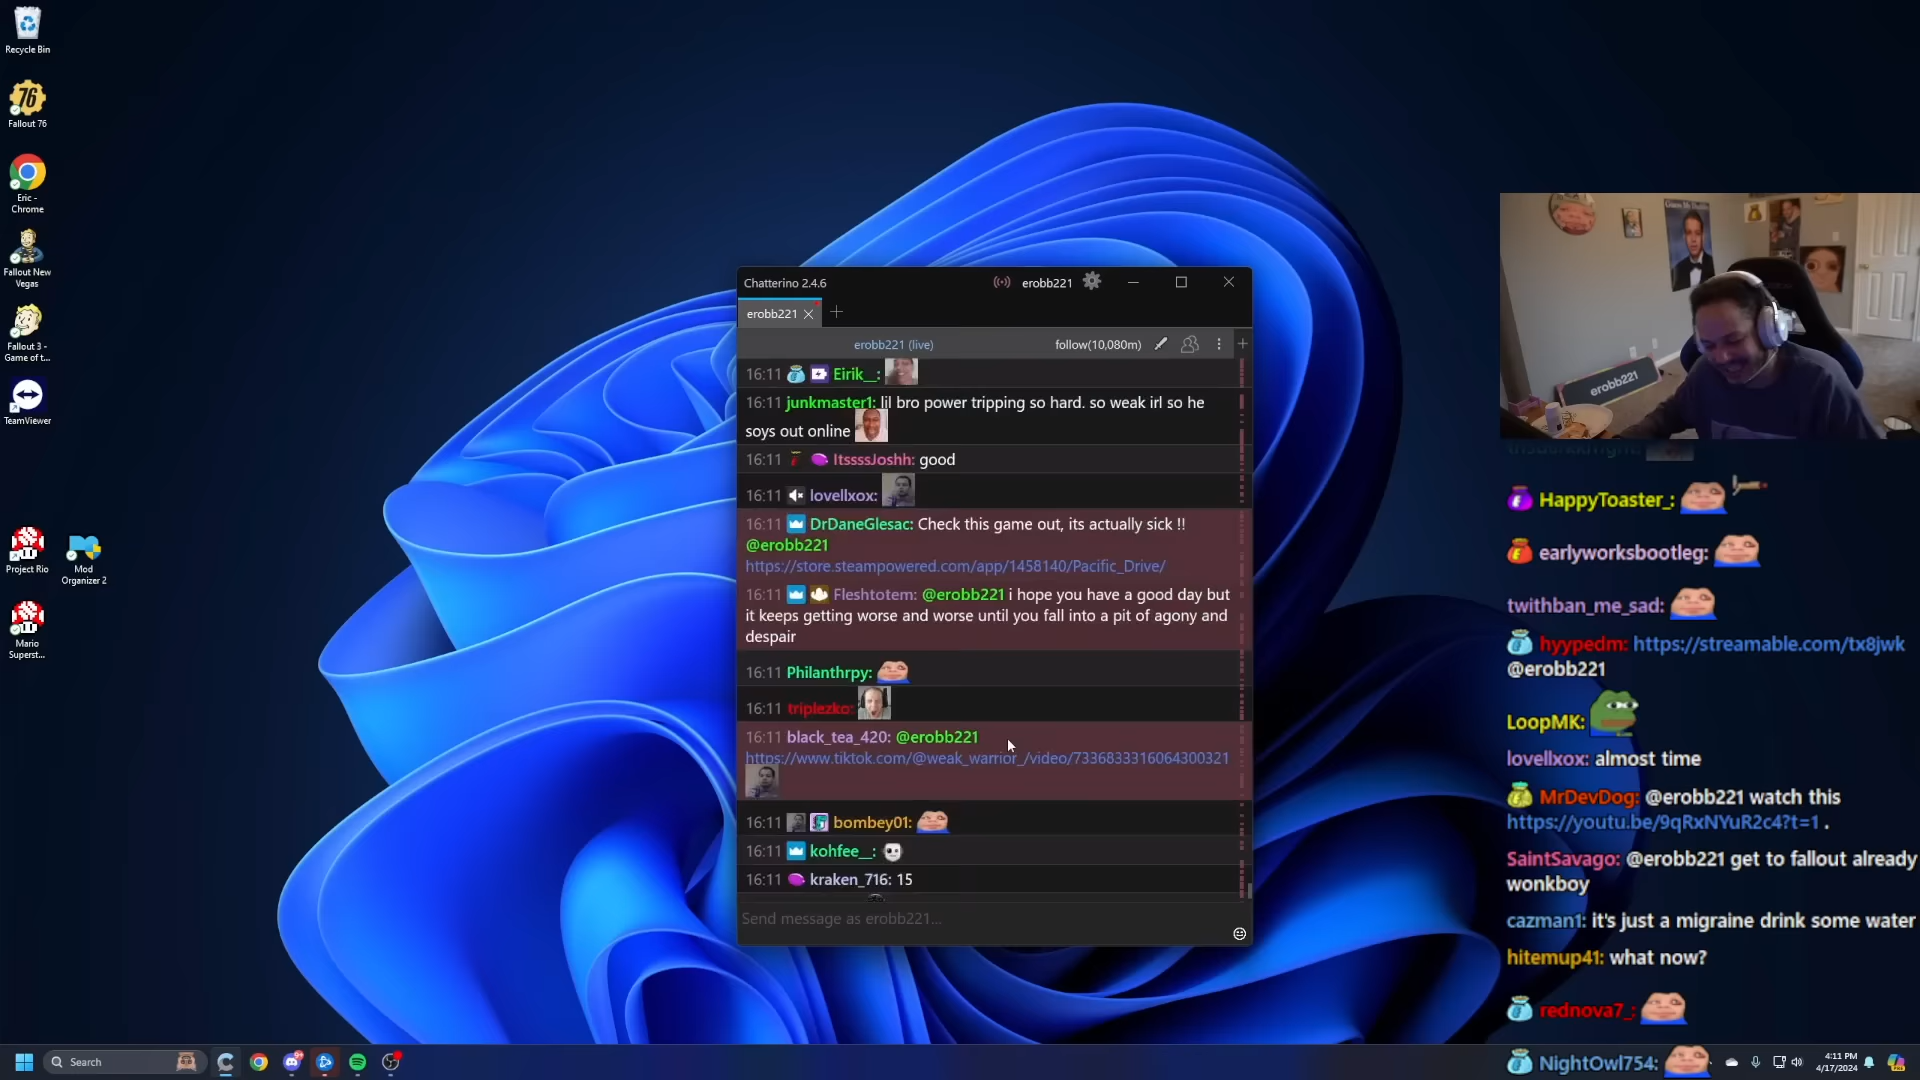 Recycle Bin
Fallout 76
Eric -
Chrome
Fallout New
Vegas
Fallout 3 -
Game of t...
TeamViewer
Project Rio
Mod
Organizer 2
Mario
Superst...
Chatterino 2.4.6
erobb221
erobb221
erobb221 (live)
follow(10,080m)
16:11 Eirik__:
16:11 junkmaster1: lil bro power tripping so hard. so weak irl so he
soys out online
16:11 ItssssJoshh: good
16:11 lovellxox:
16:11 DrDaneGlesac: Check this game out, its actually sick !!
@erobb221
https://store.steampowered.com/app/1458140/Pacific_Drive/
16:11 Fleshtotem: @erobb221 i hope you have a good day but
it keeps getting worse and worse until you fall into a pit of agony and
despair
16:11 Philanthrpy:
16:11 triplezko:
16:11 black_tea_420: @erobb221
https://www.tiktok.com/@weak_warrior_/video/7336833316064300321
16:11 bombey01:
16:11 kohfee__:
16:11 kraken_716: 15
Send message as erobb221...
erobb221
HappyToaster_:
earlyworksbootleg:
twithban_me_sad:
hyypedm: https://streamable.com/tx8jwk
@erobb221
LoopMK:
lovellxox: almost time
MrDevDog: @erobb221 watch this
https://youtu.be/9qRxNYuR2c4?t=1 .
SaintSavago: @erobb221 get to fallout already
wonkboy
cazman1: it's just a migraine drink some water
hitemup41: what now?
rednova7_:
NightOwl754:
Search
4:11 PM
4/17/2024